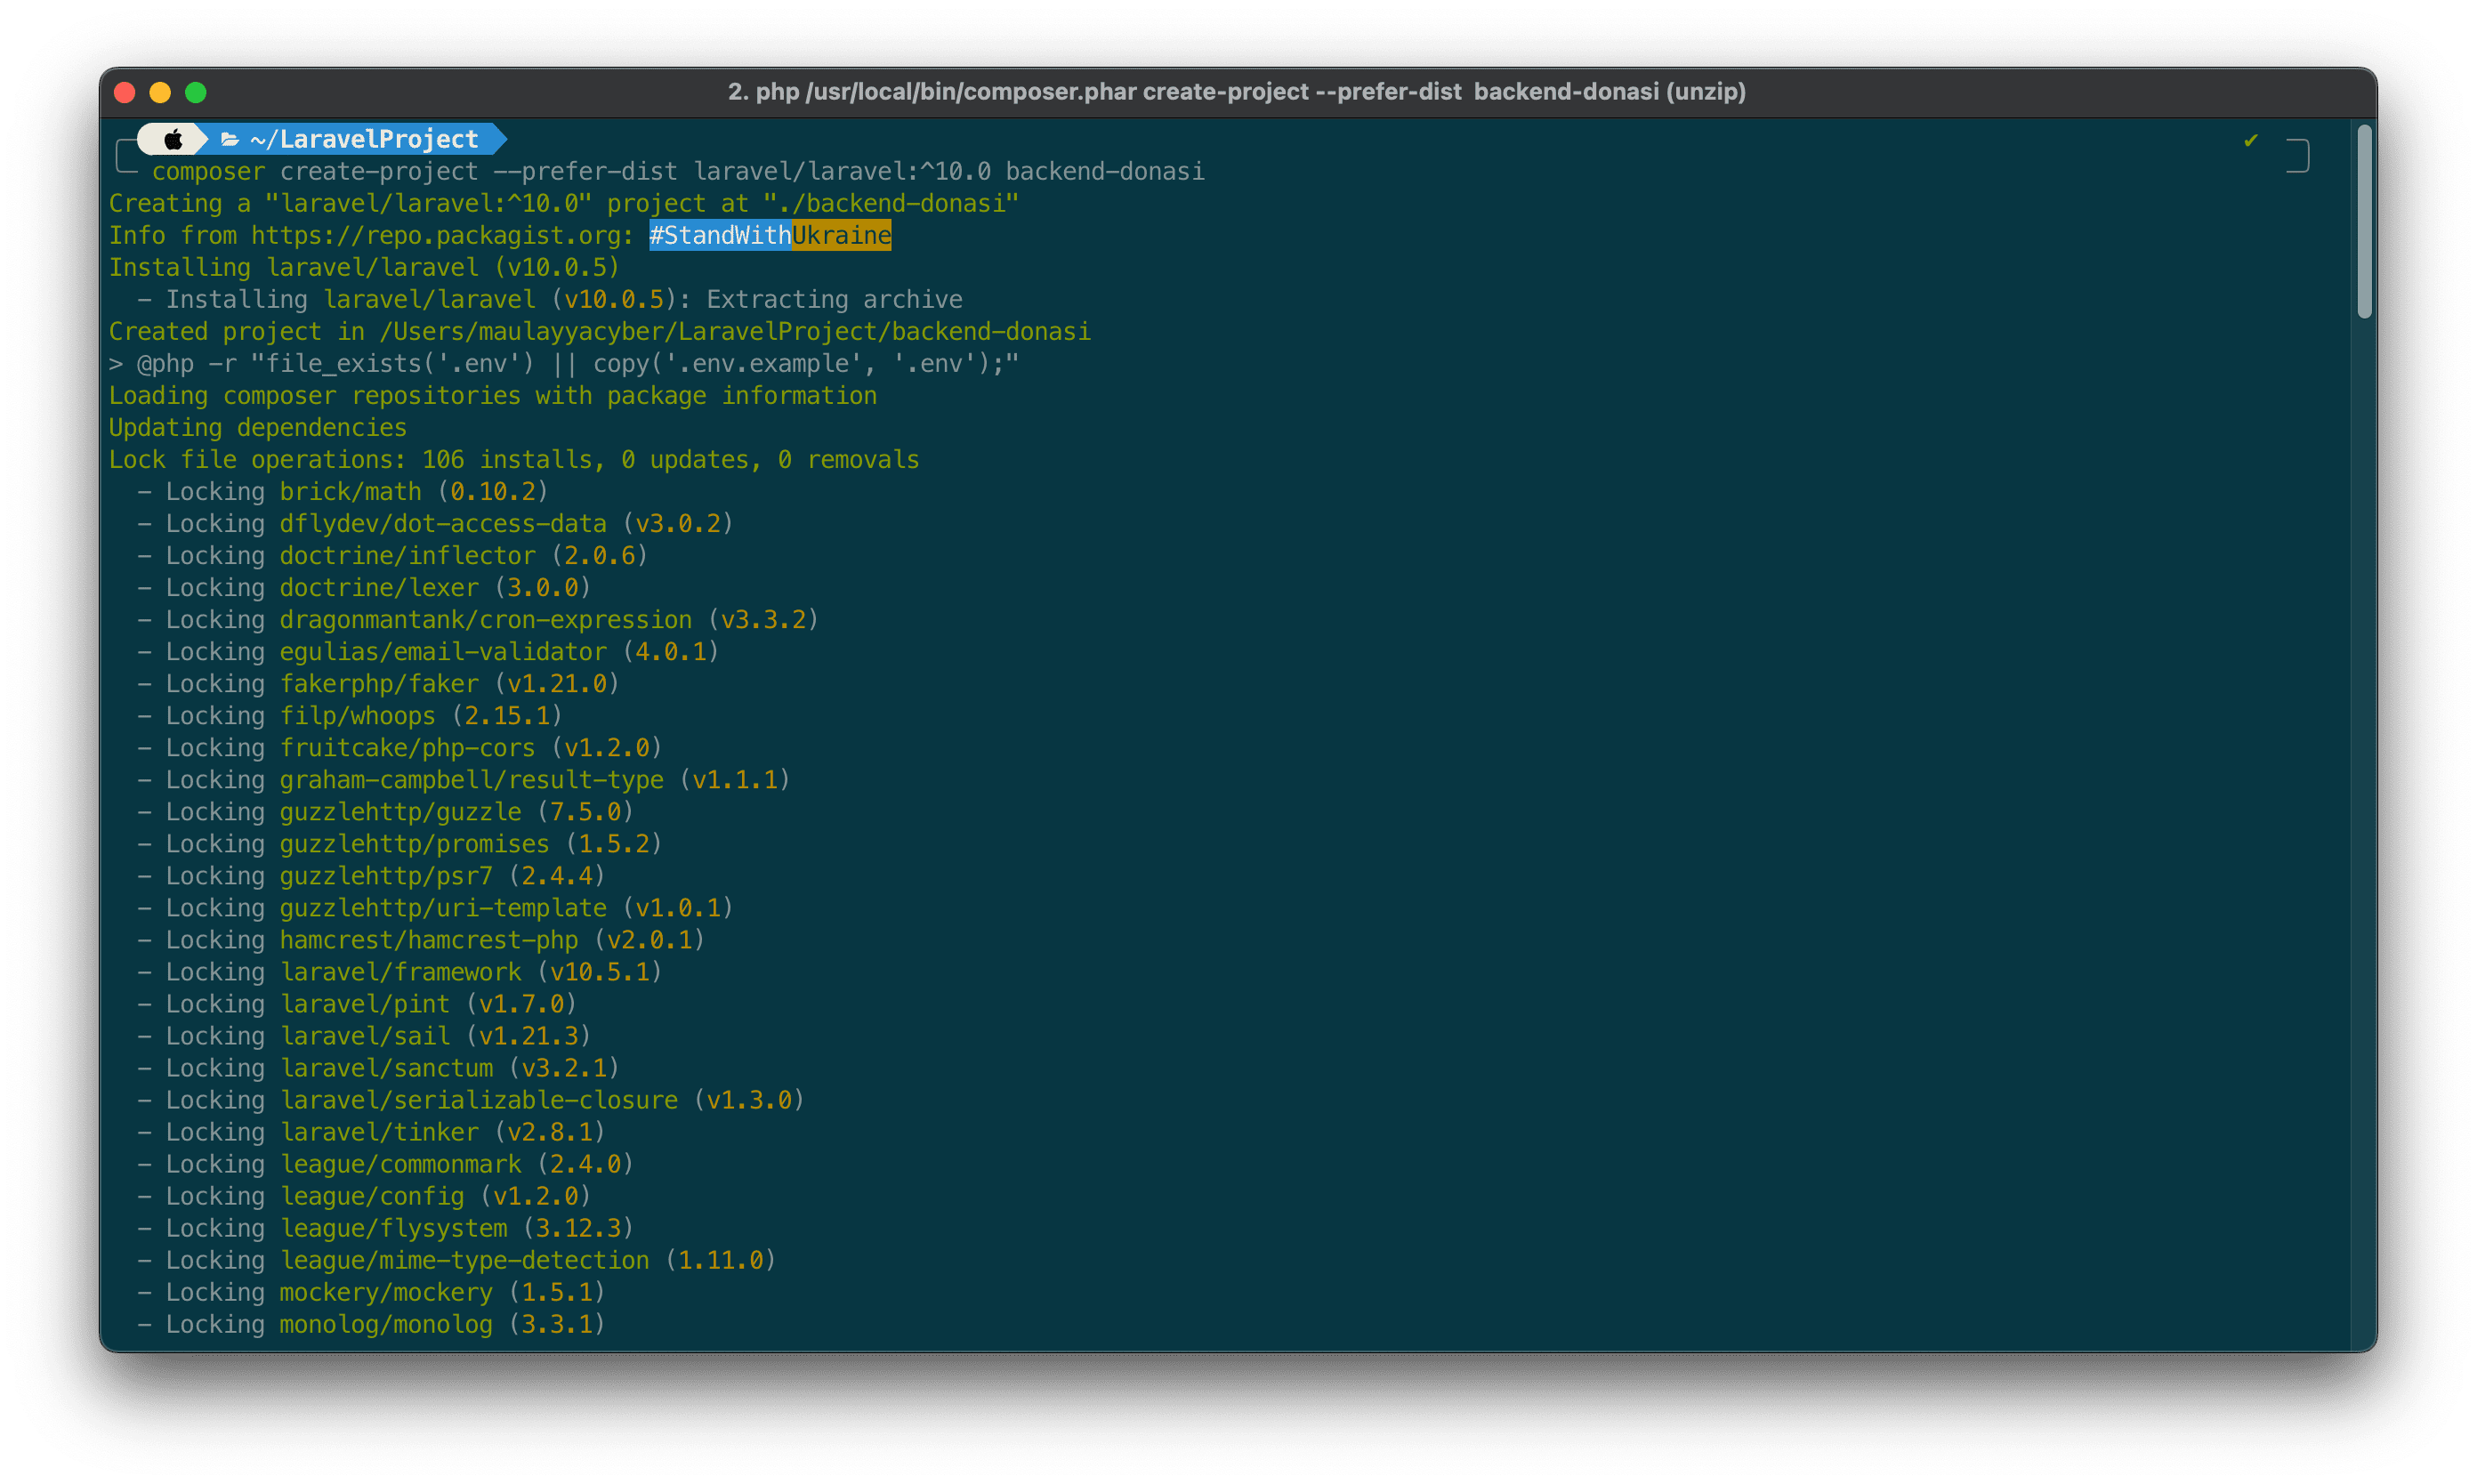 2. php /usr/local/bin/composer.phar create-project --prefer-dist  backend-donasi (unzip)
~/LaravelProject
✔
composer create-project --prefer-dist laravel/laravel:^10.0 backend-donasi
Creating a "laravel/laravel:^10.0" project at "./backend-donasi"
Info from https://repo.packagist.org: #StandWithUkraine
Installing laravel/laravel (v10.0.5)
  - Installing laravel/laravel (v10.0.5): Extracting archive
Created project in /Users/maulayyacyber/LaravelProject/backend-donasi
> @php -r "file_exists('.env') || copy('.env.example', '.env');"
Loading composer repositories with package information
Updating dependencies
Lock file operations: 106 installs, 0 updates, 0 removals
  - Locking brick/math (0.10.2)
  - Locking dflydev/dot-access-data (v3.0.2)
  - Locking doctrine/inflector (2.0.6)
  - Locking doctrine/lexer (3.0.0)
  - Locking dragonmantank/cron-expression (v3.3.2)
  - Locking egulias/email-validator (4.0.1)
  - Locking fakerphp/faker (v1.21.0)
  - Locking filp/whoops (2.15.1)
  - Locking fruitcake/php-cors (v1.2.0)
  - Locking graham-campbell/result-type (v1.1.1)
  - Locking guzzlehttp/guzzle (7.5.0)
  - Locking guzzlehttp/promises (1.5.2)
  - Locking guzzlehttp/psr7 (2.4.4)
  - Locking guzzlehttp/uri-template (v1.0.1)
  - Locking hamcrest/hamcrest-php (v2.0.1)
  - Locking laravel/framework (v10.5.1)
  - Locking laravel/pint (v1.7.0)
  - Locking laravel/sail (v1.21.3)
  - Locking laravel/sanctum (v3.2.1)
  - Locking laravel/serializable-closure (v1.3.0)
  - Locking laravel/tinker (v2.8.1)
  - Locking league/commonmark (2.4.0)
  - Locking league/config (v1.2.0)
  - Locking league/flysystem (3.12.3)
  - Locking league/mime-type-detection (1.11.0)
  - Locking mockery/mockery (1.5.1)
  - Locking monolog/monolog (3.3.1)